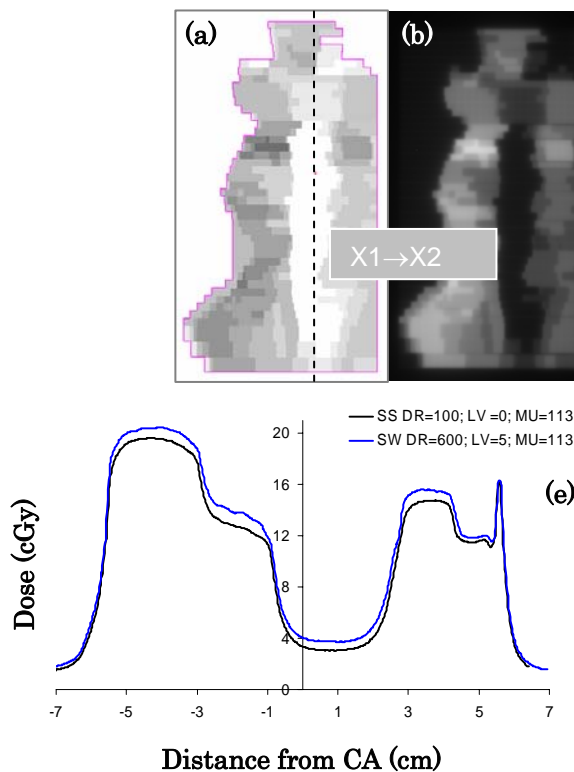 (a)
(b)
X1→X2
SS DR=100; LV =0; MU=113
SW DR=600; LV=5; MU=113
(e)
Dose (cGy)
20
16
12
8
4
0
-7 -5 -3 -1 1 3 5 7
Distance from CA (cm)